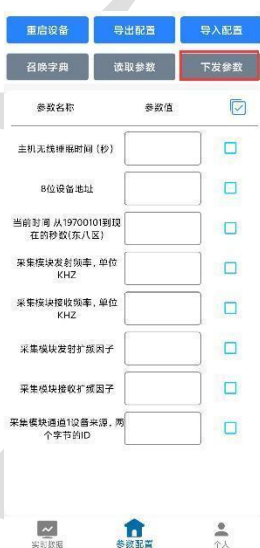 重启设备 导出配置 导入配置
召唤字典 读取参数 下发参数
参数名称 参数值
主机无线睡眠时间(秒)
8位设备地址
当前时间 从19700101到现
在的秒数(东八区)
采集模块发射频率,单位
KHZ
采集模块接收频率,单位
KHZ
采集模块发射扩频因子
采集模块接收扩频因子
采集模块通道1设备来源,两
个字节的ID
实时数据 参数配置 个人